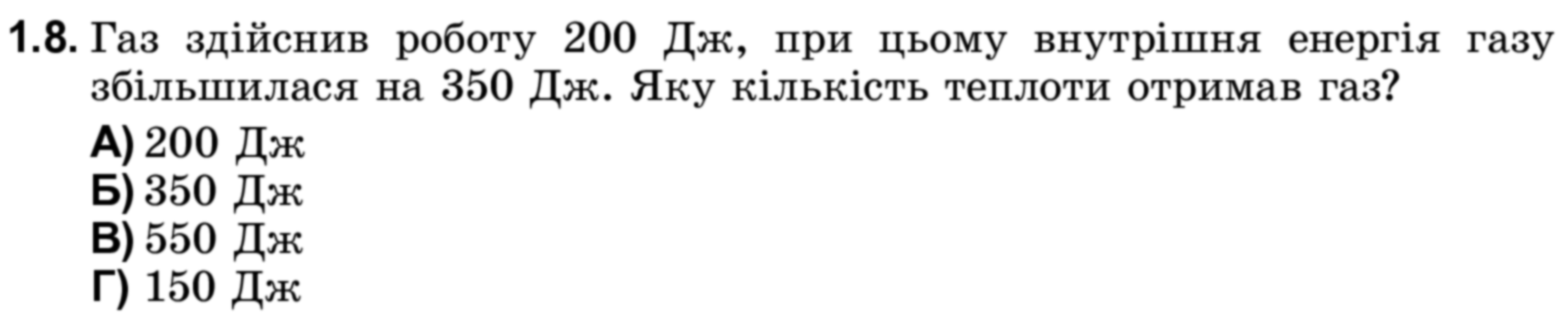 1.8. Газ здійснив роботу 200 Дж, при цьому внутрішня енергія газу
збільшилася на 350 Дж. Яку кількість теплоти отримав газ?
А) 200 Дж
Б) 350 Дж
В) 550 Дж
Г) 150 Дж